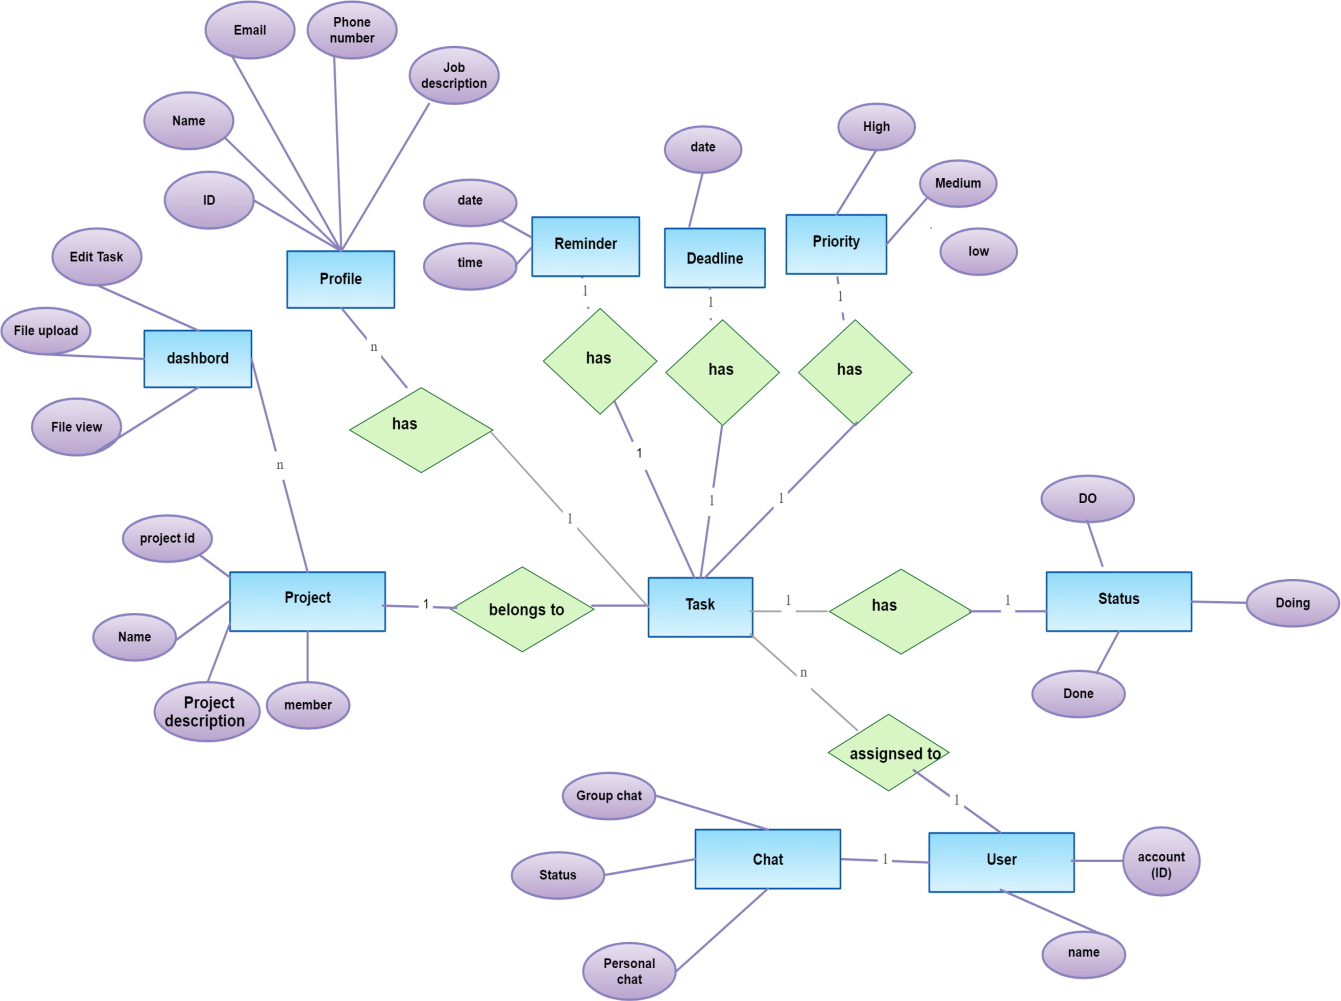 Email
Phone
number
Job
description
Name
ID
Profile
date
time
Reminder
date
Deadline
High
Medium
low
Priority
Edit Task
File upload
File view
dashbord
n
n
has
1
1
has
1
1
has
1
1
has
1
1
project id
Name
Project
description
member
Project
1
belongs to
Task
1
has
1
DO
Doing
Done
Status
n
assignsed to
1
Group chat
Status
Personal
chat
Chat
1
User
account
(ID)
name